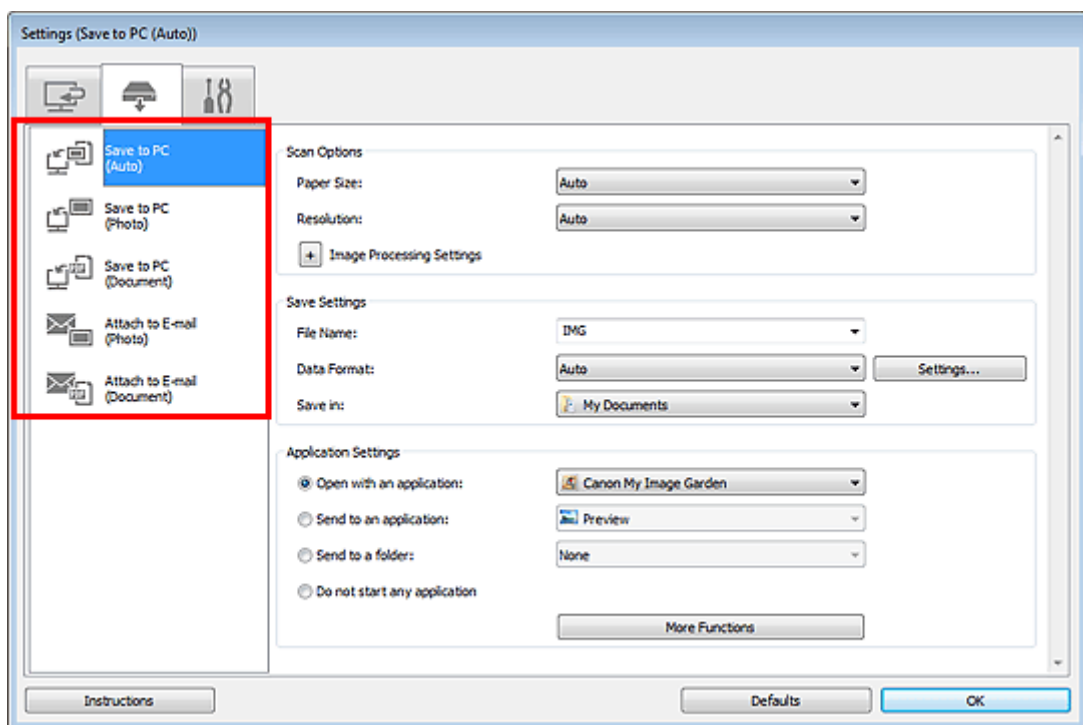 Settings (Save to PC (Auto))
Save to PC
(Auto)
Save to PC
(Photo)
Save to PC
(Document)
Attach to E-mail
(Photo)
Attach to E-mail
(Document)
Scan Options
Paper Size: Auto
Resolution: Auto
+ Image Processing Settings
Save Settings
File Name: IMG
Data Format: Auto Settings...
Save in: My Documents
Application Settings
Open with an application: Canon My Image Garden
Send to an application: Preview
Send to a folder: None
Do not start any application
More Functions
Instructions Defaults OK